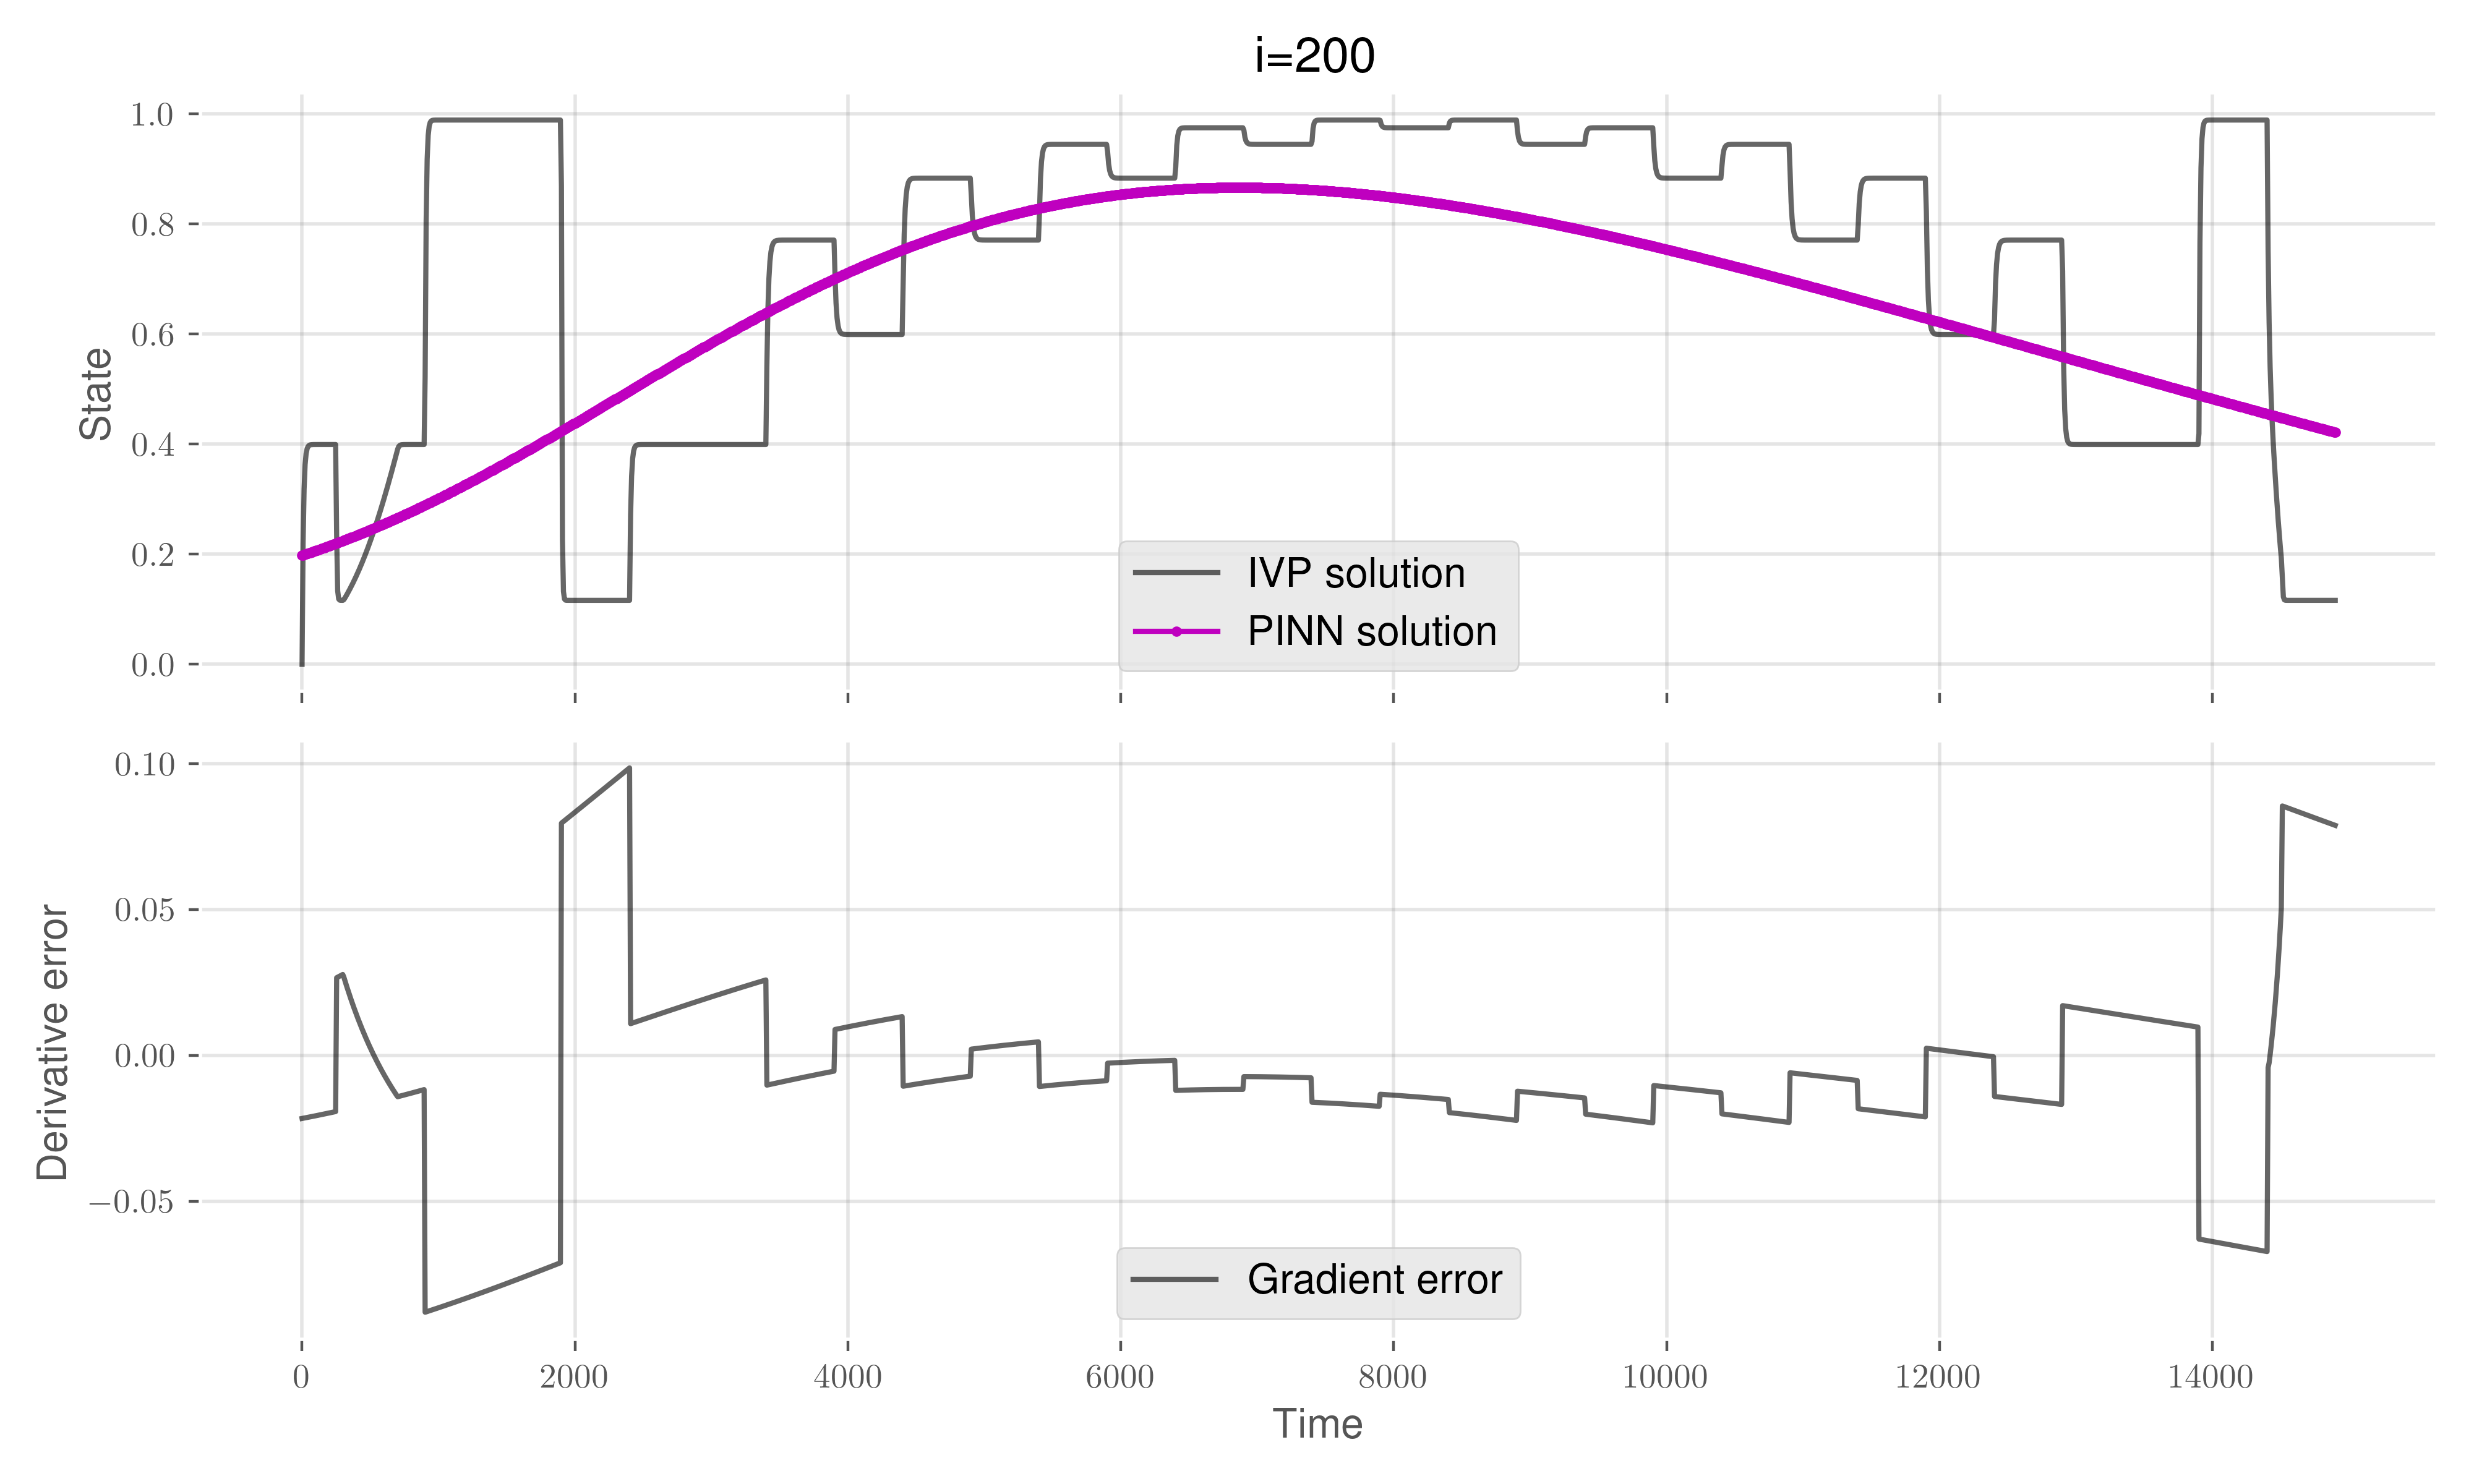 i=200
1.0
0.8
0.6
0.4
0.2
0.0
State
IVP solution
PINN solution
0.10
0.05
0.00
−0.05
Derivative error
Gradient error
0 2000 4000 6000 8000 10000 12000 14000
Time